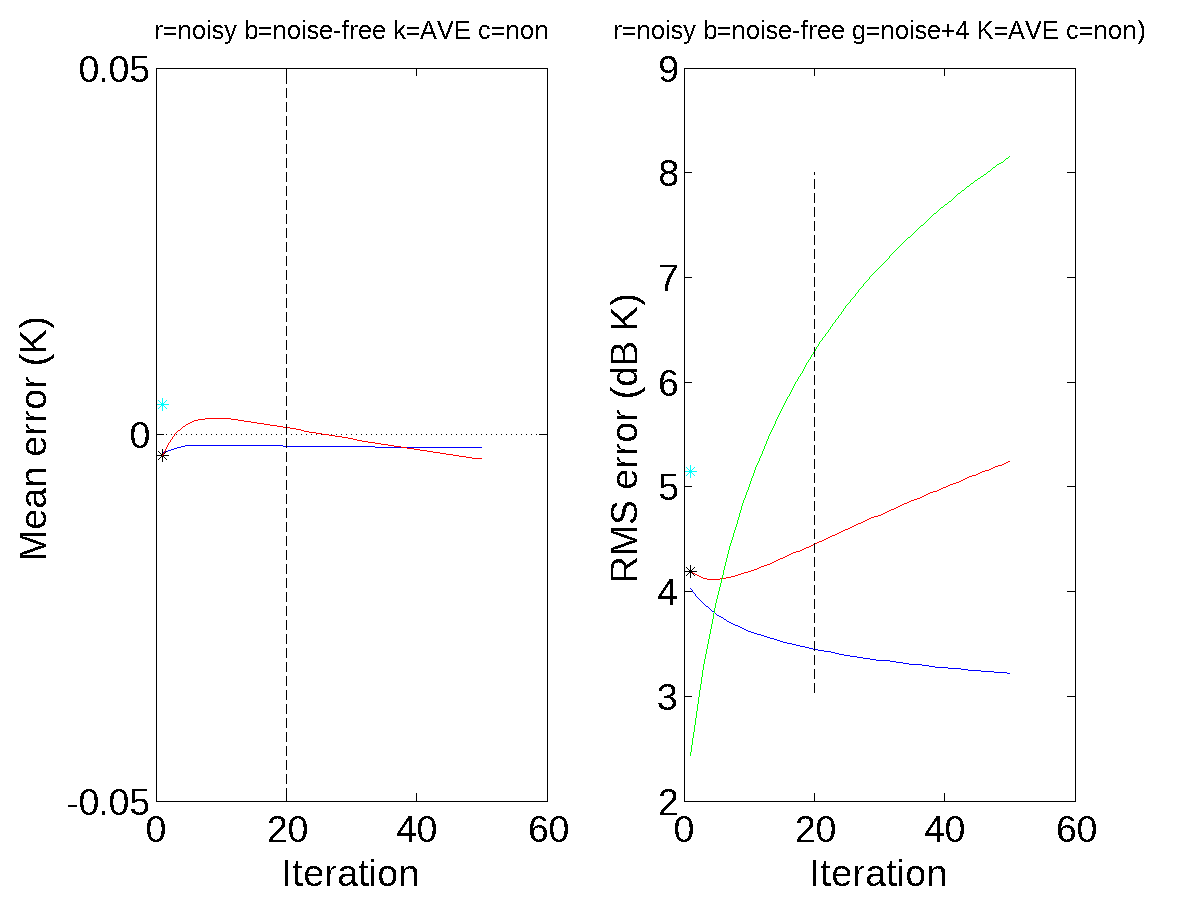 r=noisy b=noise-free k=AVE c=non
0.05
0
-0.05
0 20 40 60
Mean error (K)
Iteration
r=noisy b=noise-free g=noise+4 K=AVE c=non)
9
8
7
6
5
4
3
2
0 20 40 60
RMS error (dB K)
Iteration